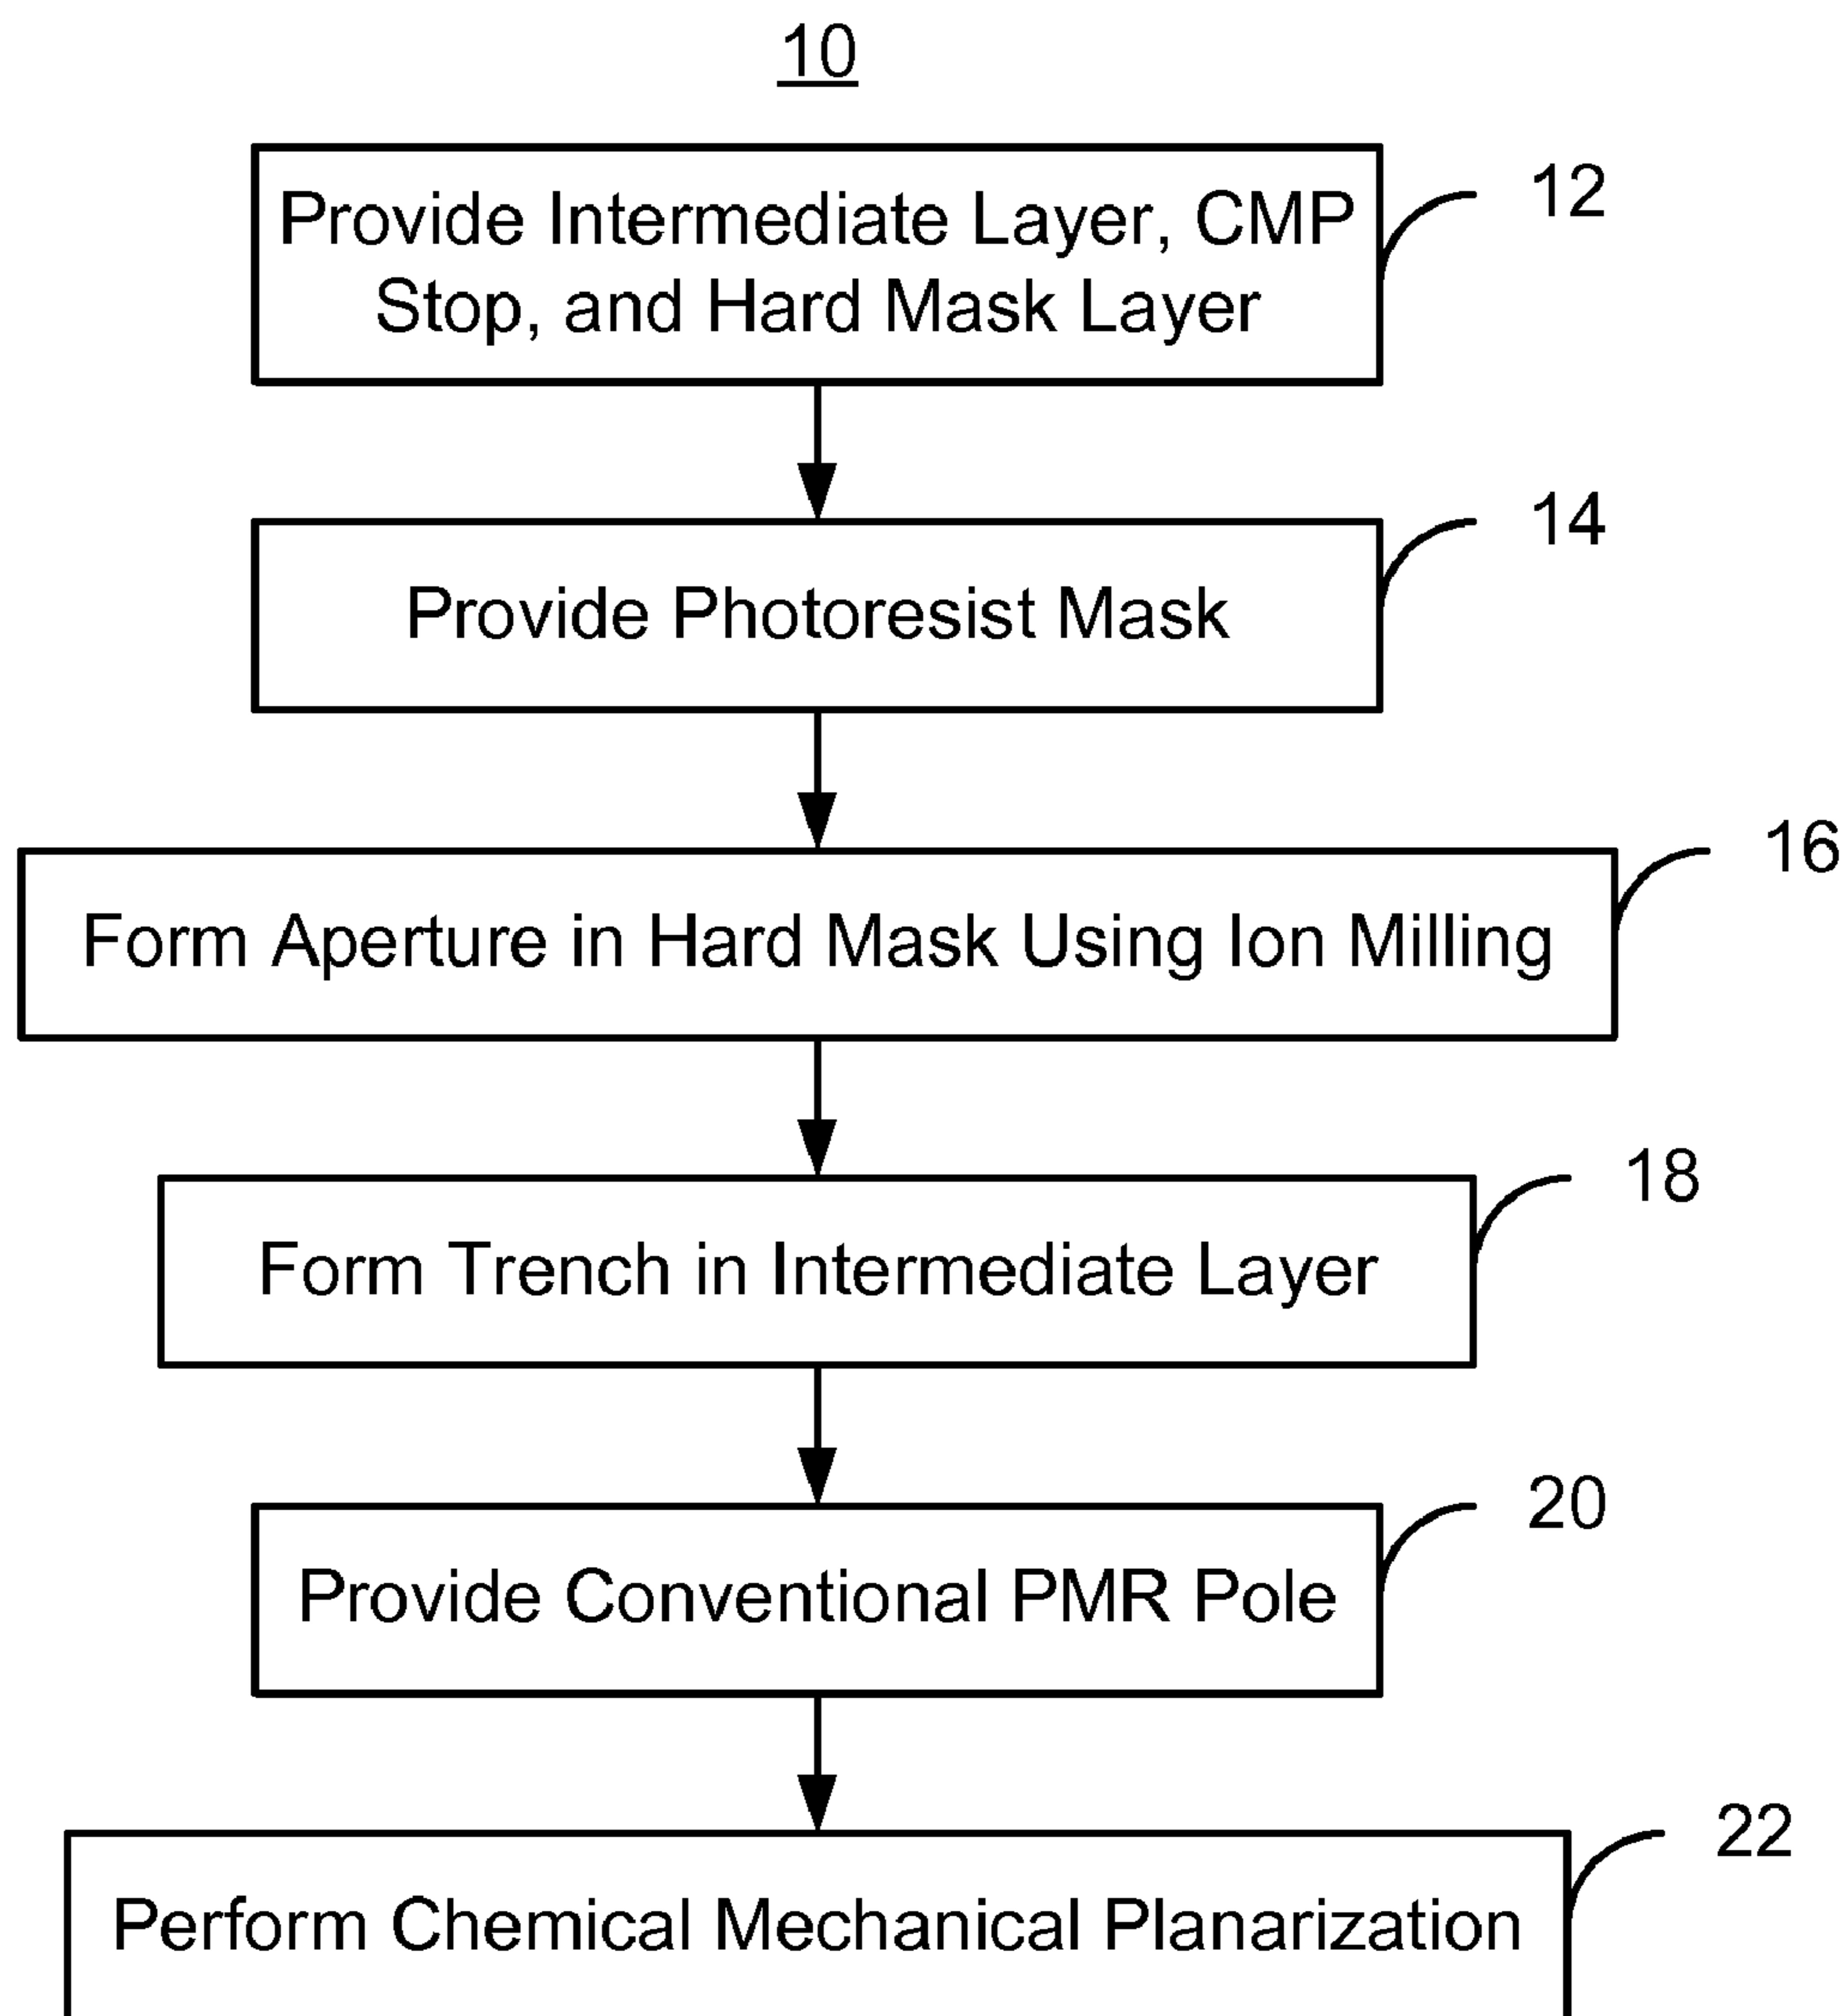 10
Provide Intermediate Layer, CMP
Stop, and Hard Mask Layer
12
Provide Photoresist Mask
14
Form Aperture in Hard Mask Using Ion Milling
16
Form Trench in Intermediate Layer
18
Provide Conventional PMR Pole
20
Perform Chemical Mechanical Planarization
22